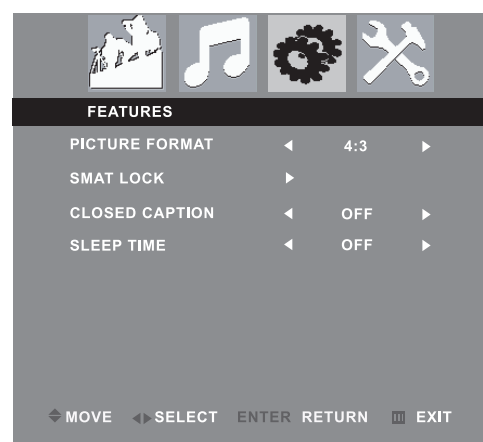 FEATURES
PICTURE FORMAT 4:3
SMAT LOCK
CLOSED CAPTION OFF
SLEEP TIME OFF
MOVE SELECT ENTER RETURN EXIT